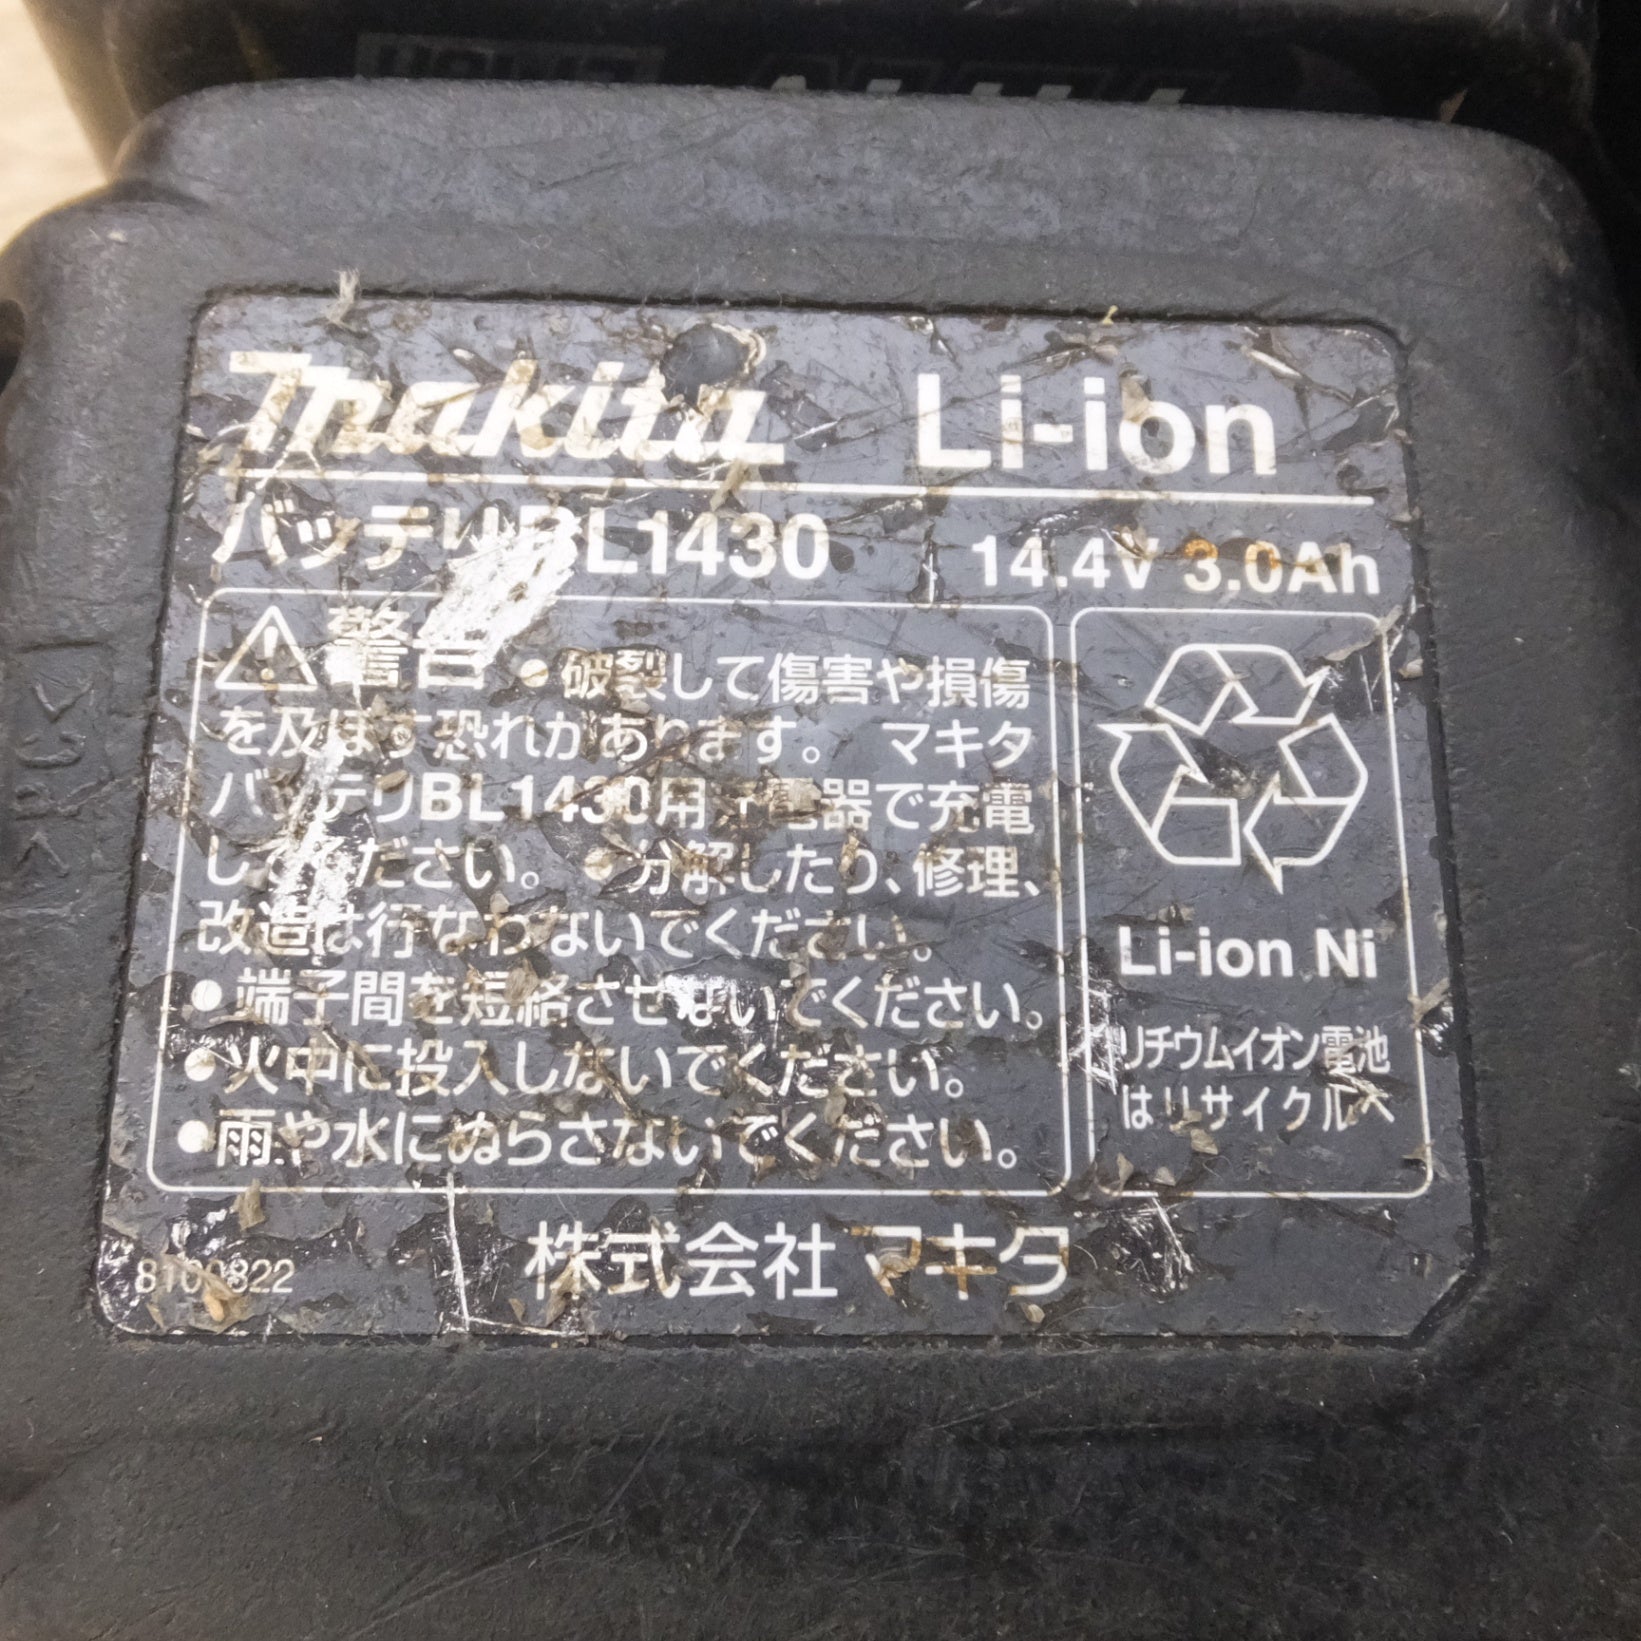 makita Li-ion
バッテリBL1430 14.4V 3.0Ah
警告 ●破裂して傷害や損傷
を及ぼす恐れがあります。 マキタ
バッテリBL1430用充電器で充電
してください。 ●分解したり、修理、
改造は行なわないでください。
●端子間を短絡させないでください。
●火中に投入しないでください。
●雨や水にぬらさないでください。
Li-ion Ni
リチウムイオン電池
はリサイクルへ
株式会社マキタ